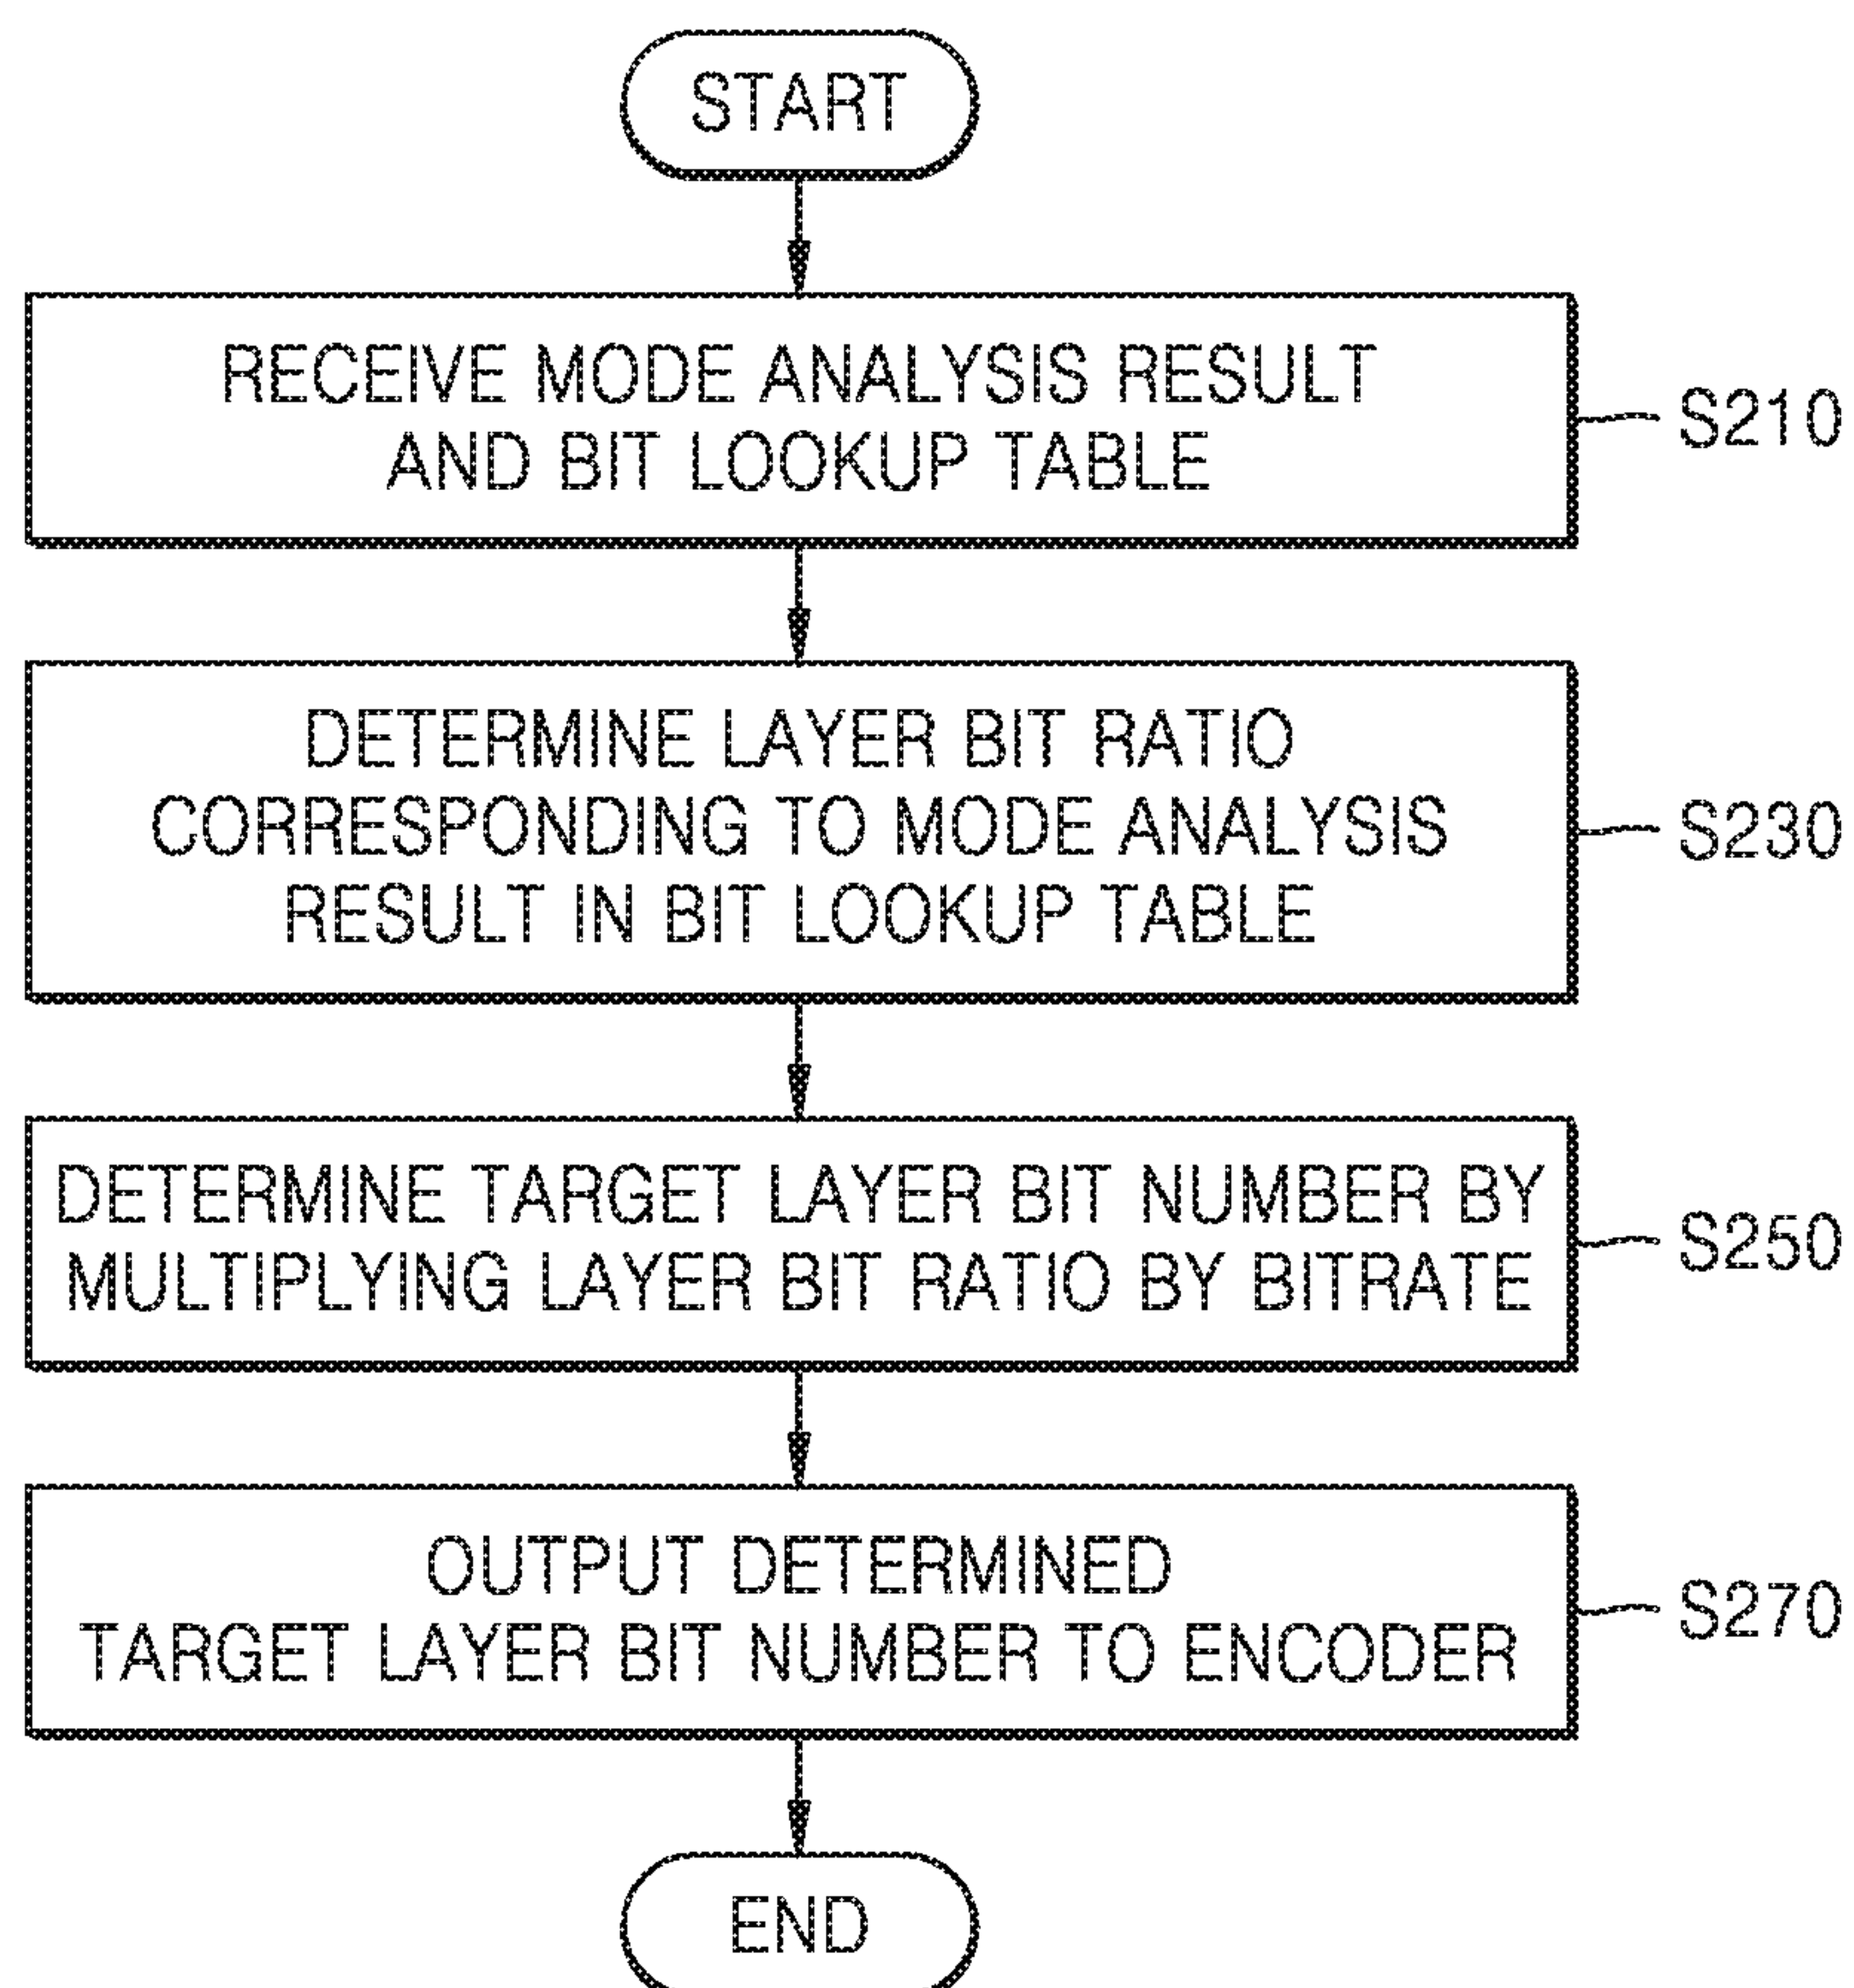 START
RECEIVE MODE ANALYSIS RESULT
AND BIT LOOKUP TABLE
S210
DETERMINE LAYER BIT RATIO
CORRESPONDING TO MODE ANALYSIS
RESULT IN BIT LOOKUP TABLE
S230
DETERMINE TARGET LAYER BIT NUMBER BY
MULTIPLYING LAYER BIT RATIO BY BITRATE
S250
OUTPUT DETERMINED
TARGET LAYER BIT NUMBER TO ENCODER
S270
END